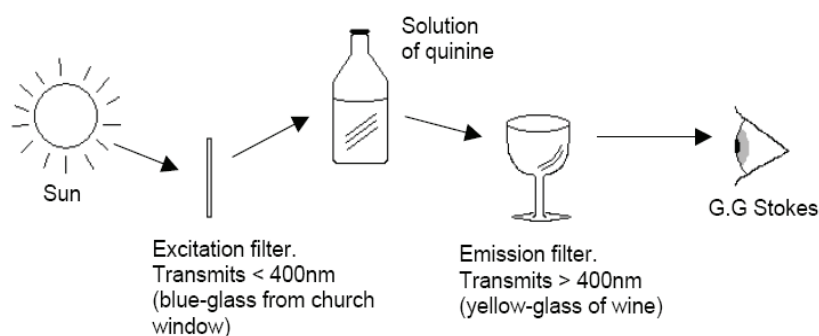 Solution
of quinine
Sun
Excitation filter.
Transmits < 400nm
(blue-glass from church
window)
Emission filter.
Transmits > 400nm
(yellow-glass of wine)
G.G Stokes